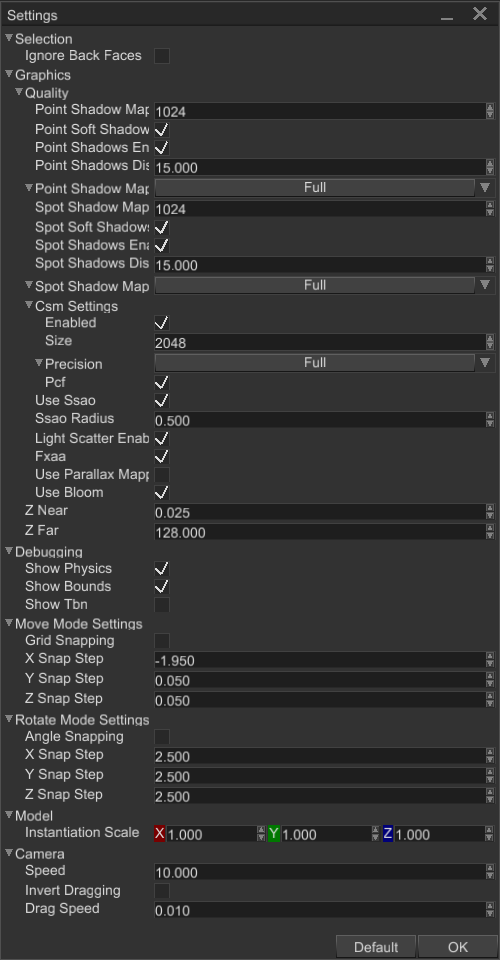 Settings
Selection
Ignore Back Faces
Graphics
Quality
Point Shadow Map 1024
Point Soft Shadow
Point Shadows En
Point Shadows Dis 15.000
Point Shadow Map Full
Spot Shadow Map 1024
Spot Soft Shadows
Spot Shadows Ena
Spot Shadows Dis 15.000
Spot Shadow Map Full
Csm Settings
Enabled
Size 2048
Precision Full
Pcf
Use Ssao
Ssao Radius 0.500
Light Scatter Enab
Fxaa
Use Parallax Mapp
Use Bloom
Z Near 0.025
Z Far 128.000
Debugging
Show Physics
Show Bounds
Show Tbn
Move Mode Settings
Grid Snapping
X Snap Step -1.950
Y Snap Step 0.050
Z Snap Step 0.050
Rotate Mode Settings
Angle Snapping
X Snap Step 2.500
Y Snap Step 2.500
Z Snap Step 2.500
Model
Instantiation Scale X 1.000 Y 1.000 Z 1.000
Camera
Speed 10.000
Invert Dragging
Drag Speed 0.010
Default OK